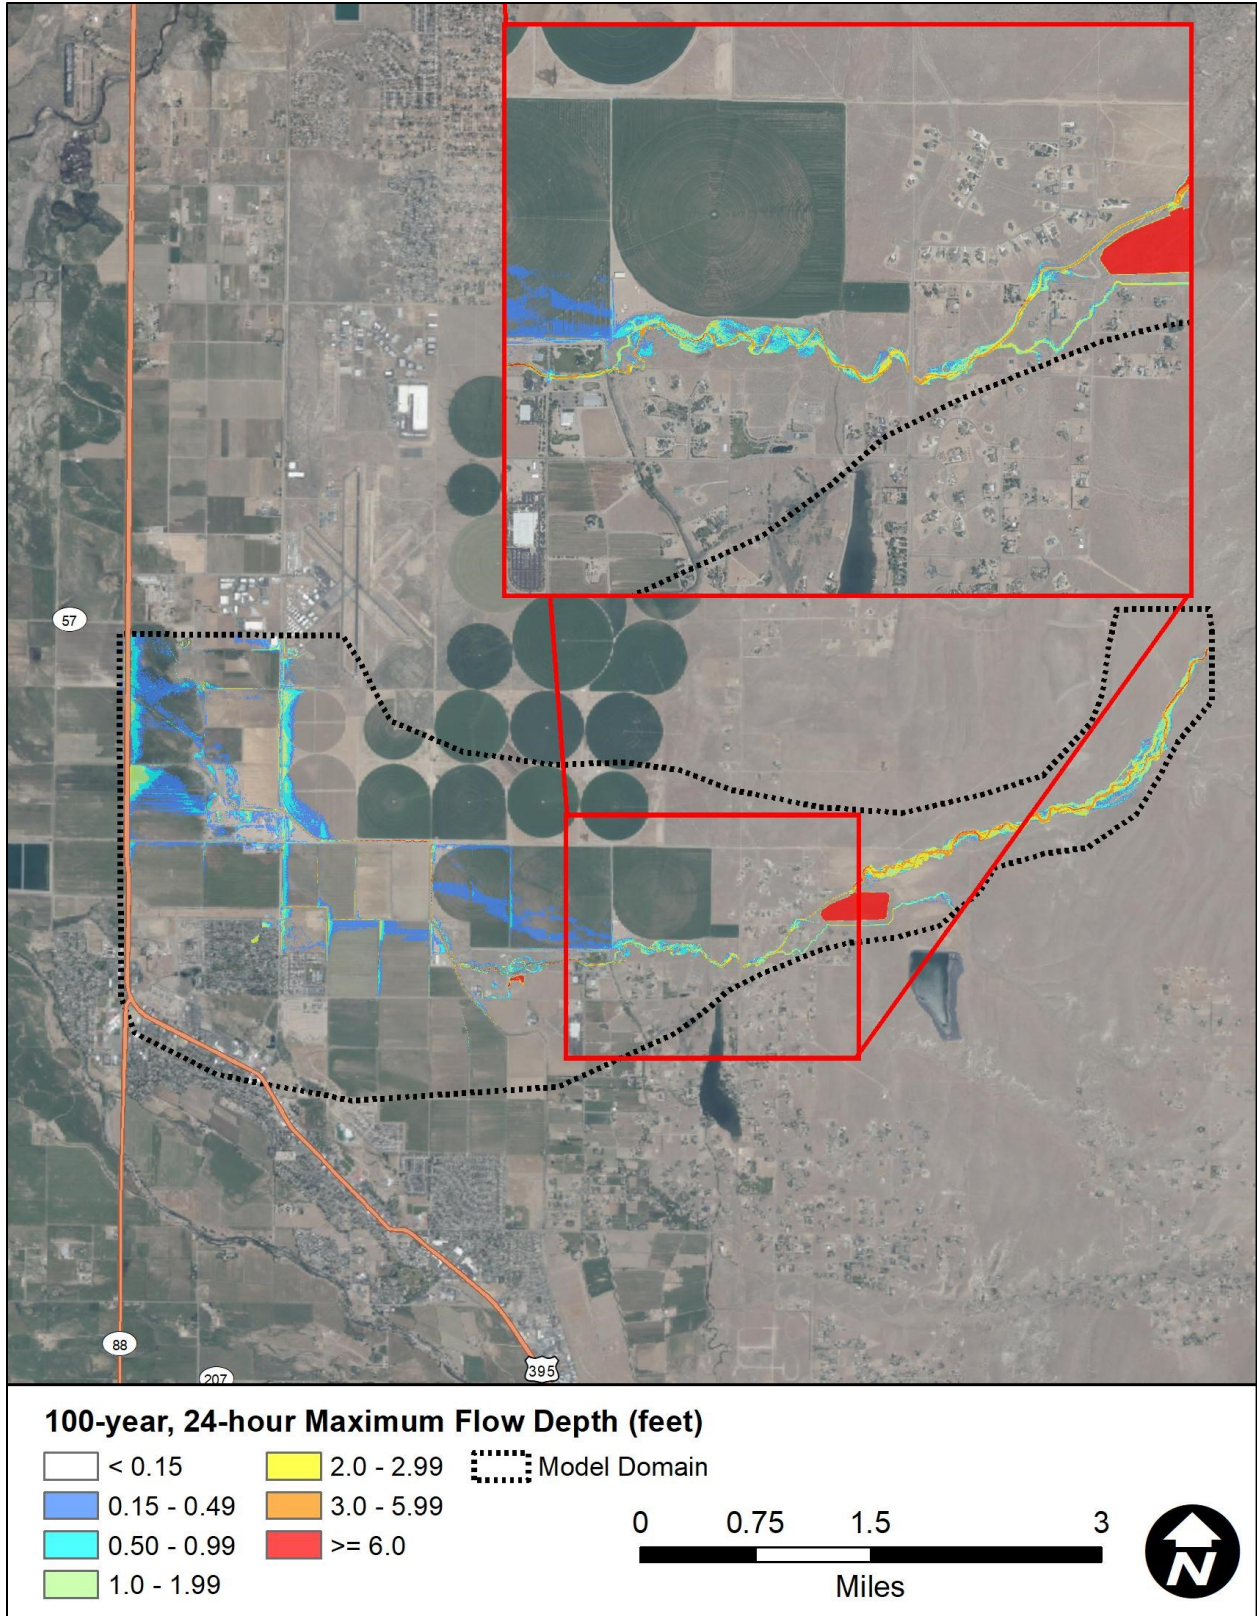 57
88
207
395
100-year, 24-hour Maximum Flow Depth (feet)
< 0.15
0.15 - 0.49
0.50 - 0.99
1.0 - 1.99
2.0 - 2.99
3.0 - 5.99
>= 6.0
Model Domain
0 0.75 1.5 3
Miles
N